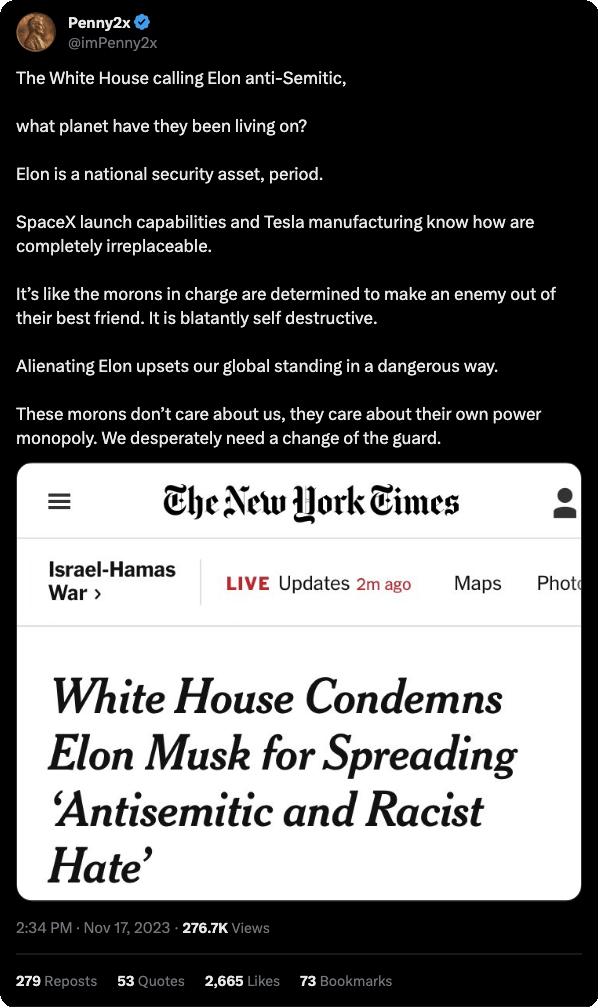 Penny2x
@imPenny2x
The White House calling Elon anti-Semitic,
what planet have they been living on?
Elon is a national security asset, period.
SpaceX launch capabilities and Tesla manufacturing know how are
completely irreplaceable.
It’s like the morons in charge are determined to make an enemy out of
their best friend. It is blatantly self destructive.
Alienating Elon upsets our global standing in a dangerous way.
These morons don’t care about us, they care about their own power
monopoly. We desperately need a change of the guard.
The New York Times
Israel-Hamas
War ›
LIVE Updates 2m ago Maps Photo
White House Condemns
Elon Musk for Spreading
‘Antisemitic and Racist
Hate’
2:34 PM · Nov 17, 2023 · 276.7K Views
279 Reposts 53 Quotes 2,665 Likes 73 Bookmarks